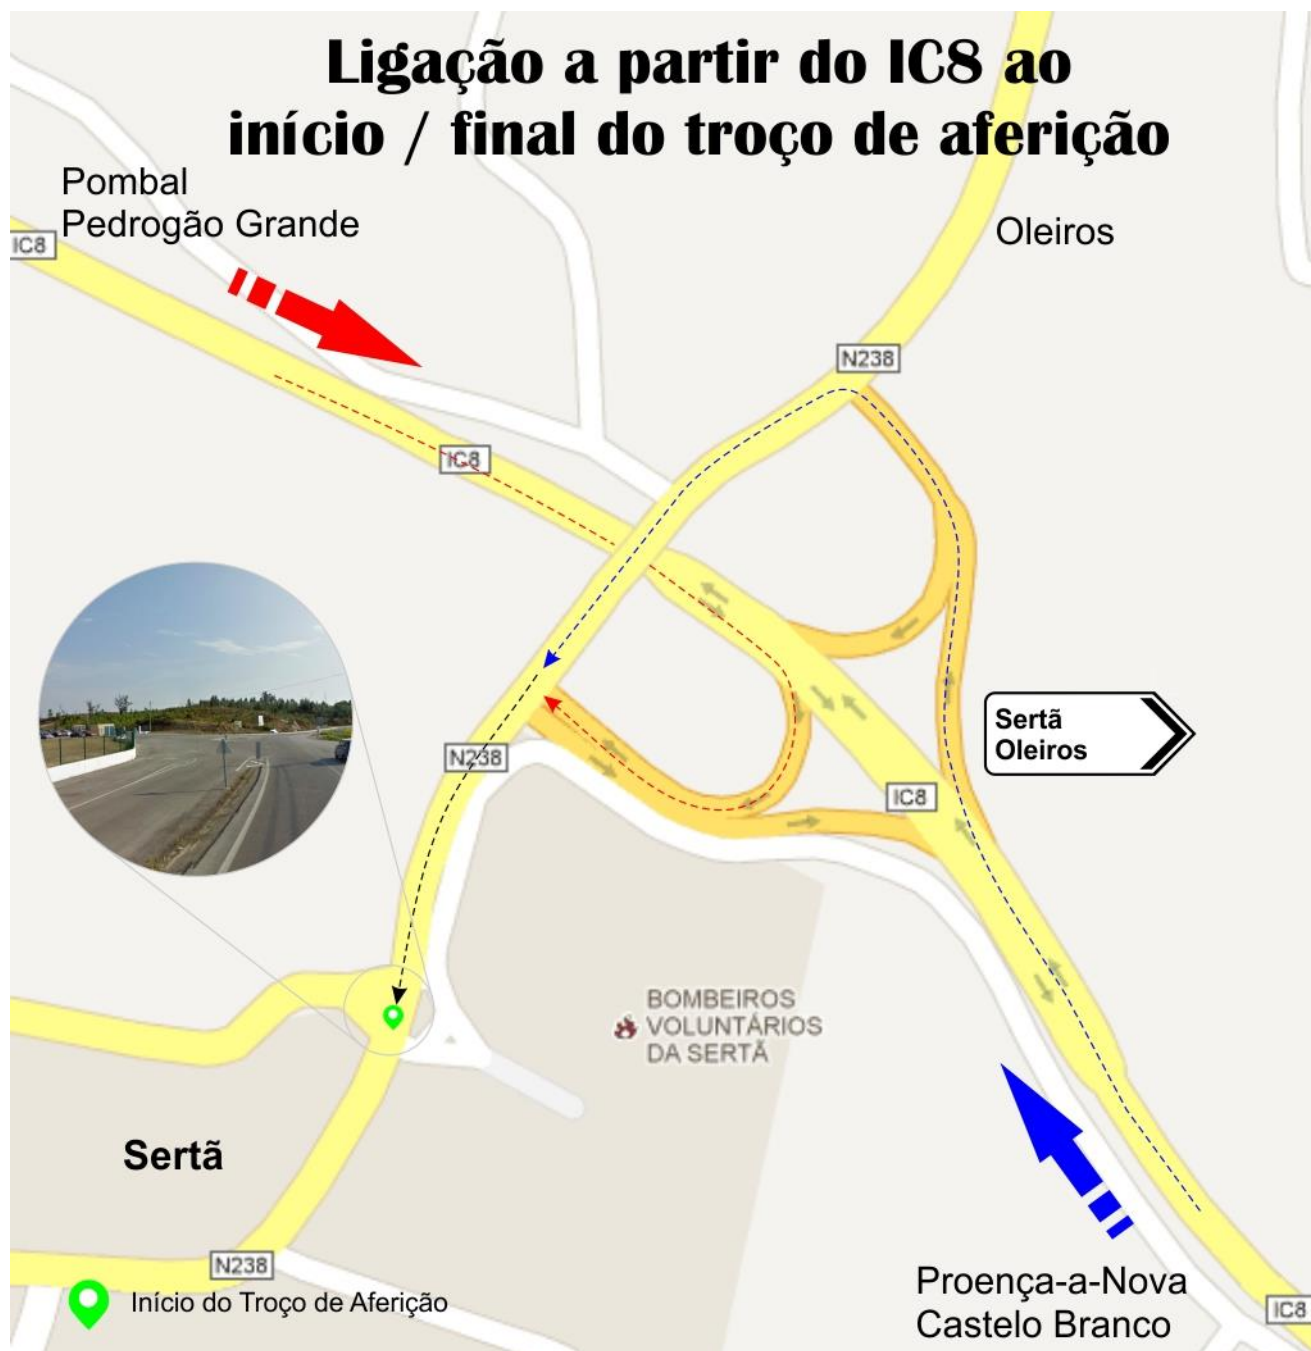 Ligação a partir do IC8 ao
início / final do troço de aferição
Pombal
Pedrogão Grande
Oleiros
IC8
N238
IC8
Sertã
Oleiros
N238
IC8
BOMBEIROS
VOLUNTÁRIOS
DA SERTÃ
Sertã
N238
Início do Troço de Aferição
Proença-a-Nova
Castelo Branco
IC8